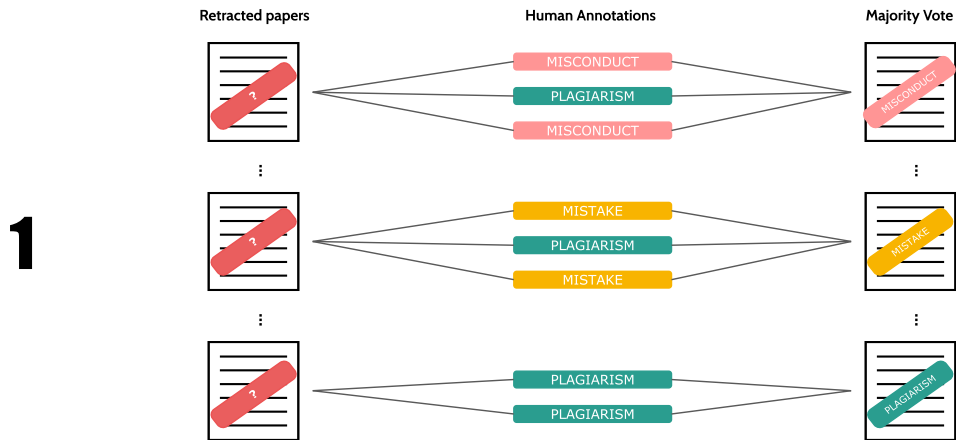 Retracted papers Human Annotations Majority Vote
?
MISCONDUCT
PLAGIARISM
MISCONDUCT
MISCONDUCT
1
?
MISTAKE
PLAGIARISM
MISTAKE
MISTAKE
?
PLAGIARISM
PLAGIARISM
PLAGIARISM